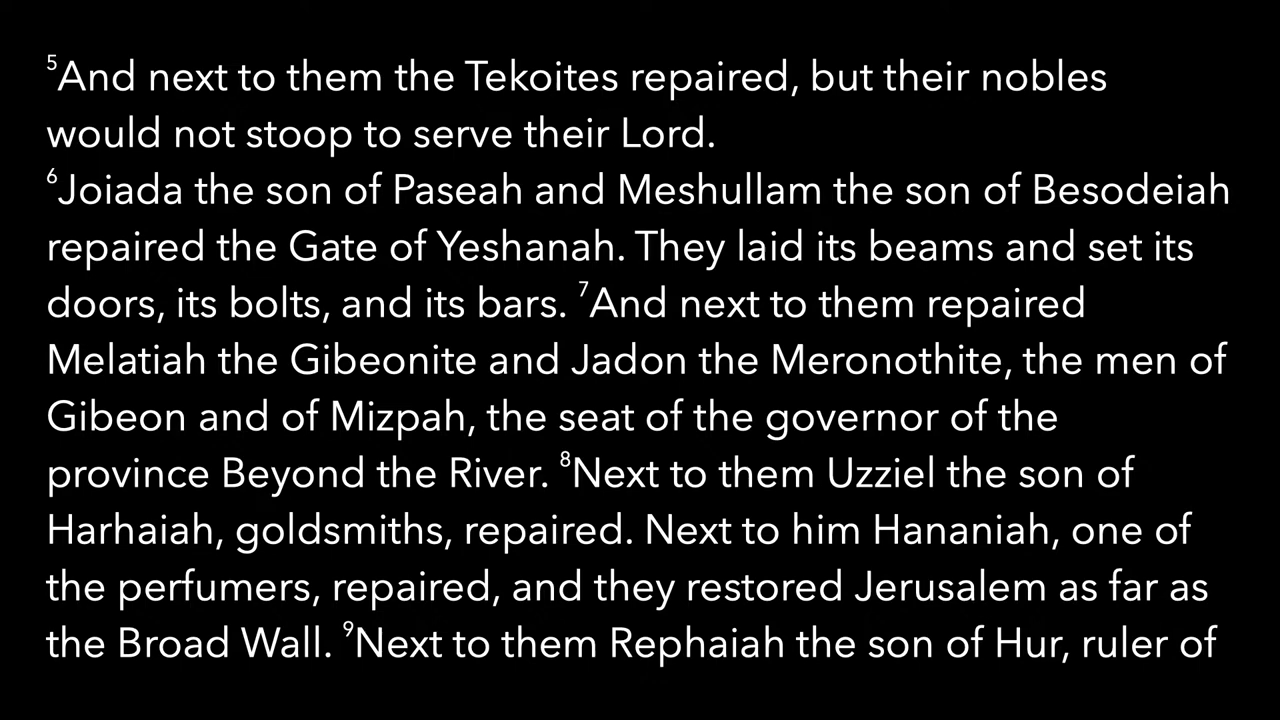 5And next to them the Tekoites repaired, but their nobles
would not stoop to serve their Lord.
6Joiada the son of Paseah and Meshullam the son of Besodeiah
repaired the Gate of Yeshanah. They laid its beams and set its
doors, its bolts, and its bars. 7And next to them repaired
Melatiah the Gibeonite and Jadon the Meronothite, the men of
Gibeon and of Mizpah, the seat of the governor of the
province Beyond the River. 8Next to them Uzziel the son of
Harhaiah, goldsmiths, repaired. Next to him Hananiah, one of
the perfumers, repaired, and they restored Jerusalem as far as
the Broad Wall. 9Next to them Rephaiah the son of Hur, ruler of